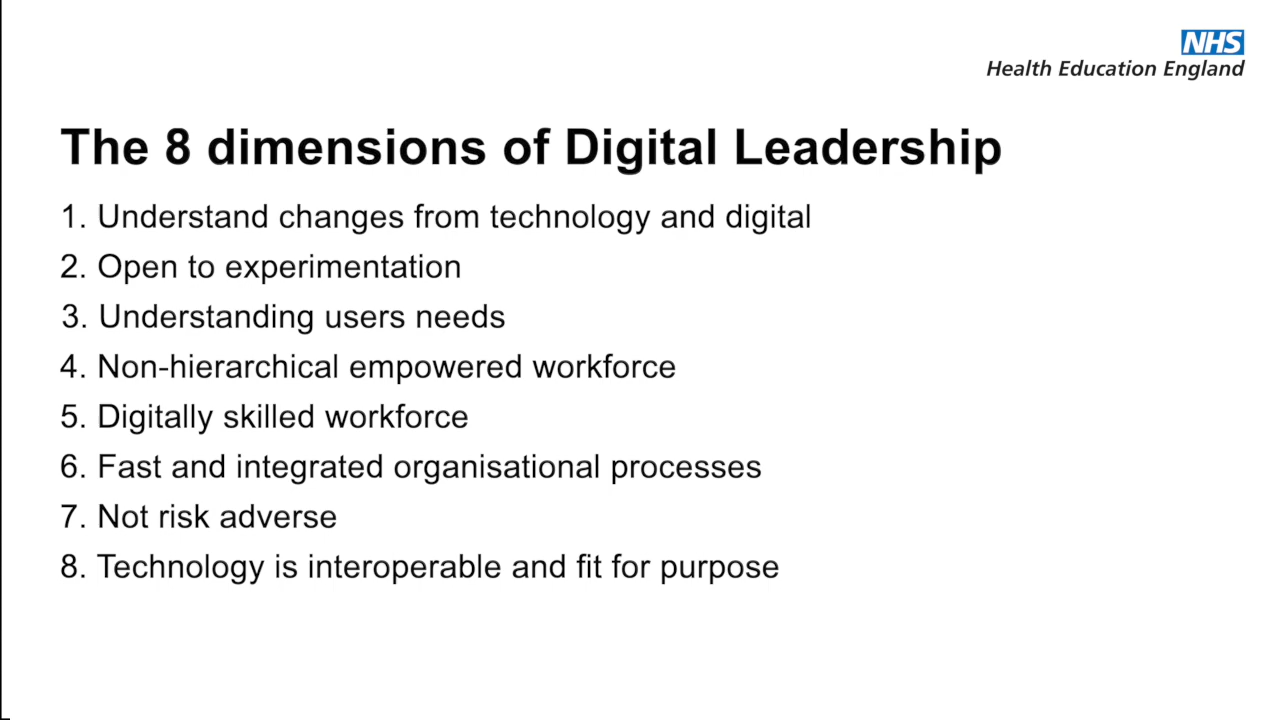 NHS
Health Education England
The 8 dimensions of Digital Leadership
1. Understand changes from technology and digital
2. Open to experimentation
3. Understanding users needs
4. Non-hierarchical empowered workforce
5. Digitally skilled workforce
6. Fast and integrated organisational processes
7. Not risk adverse
8. Technology is interoperable and fit for purpose